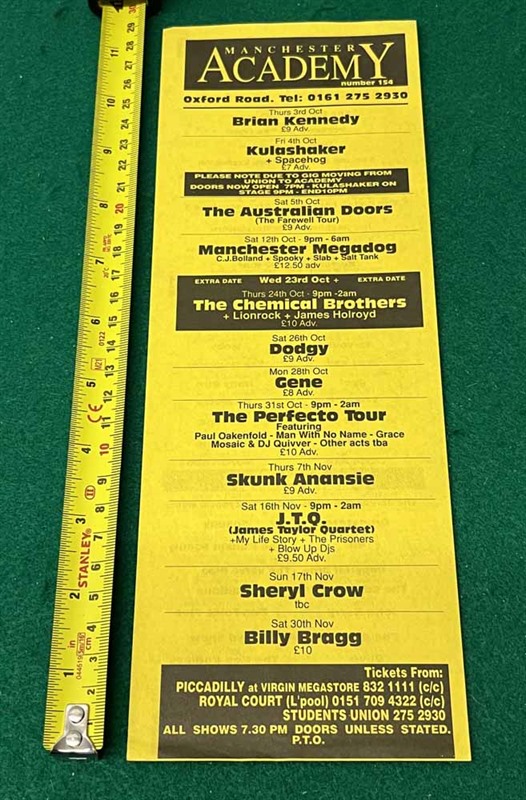 MANCHESTER
ACADEMY
number 154
Oxford Road. Tel: 0161 275 2930
Thurs 3rd Oct
Brian Kennedy
£9 Adv.
Fri 4th Oct
Kulashaker
+ Spacehog
£7 Adv.
PLEASE NOTE DUE TO GIG MOVING FROM
UNION TO ACADEMY
DOORS NOW OPEN 7PM - KULASHAKER ON
STAGE 9PM - END10PM
Sat 5th Oct
The Australian Doors
(The Farewell Tour)
£9 Adv.
Sat 12th Oct - 9pm - 6am
Manchester Megadog
C.J.Bolland + Spooky + Slab + Salt Tank
£12.50 adv
EXTRA DATE Wed 23rd Oct + EXTRA DATE
Thurs 24th Oct - 9pm -2am
The Chemical Brothers
+ Lionrock + James Holroyd
£10 Adv.
Sat 26th Oct
Dodgy
£9 Adv.
Mon 28th Oct
Gene
£8 Adv.
Thurs 31st Oct - 9pm - 2am
The Perfecto Tour
Featuring
Paul Oakenfold - Man With No Name - Grace
Mosaic & DJ Quivver - Other acts tba
£10 Adv.
Thurs 7th Nov
Skunk Anansie
£9 Adv.
Sat 16th Nov - 9pm - 2am
J.T.Q.
(James Taylor Quartet)
+My Life Story + The Prisoners
+ Blow Up Djs
£9.50 Adv.
Sun 17th Nov
Sheryl Crow
tbc
Sat 30th Nov
Billy Bragg
£10
Tickets From:
PICCADILLY at VIRGIN MEGASTORE 832 1111 (c/c)
ROYAL COURT (L'pool) 0151 709 4322 (c/c)
STUDENTS UNION 275 2930
ALL SHOWS 7.30 PM DOORS UNLESS STATED.
P.T.O.
STANLEY
in
cm